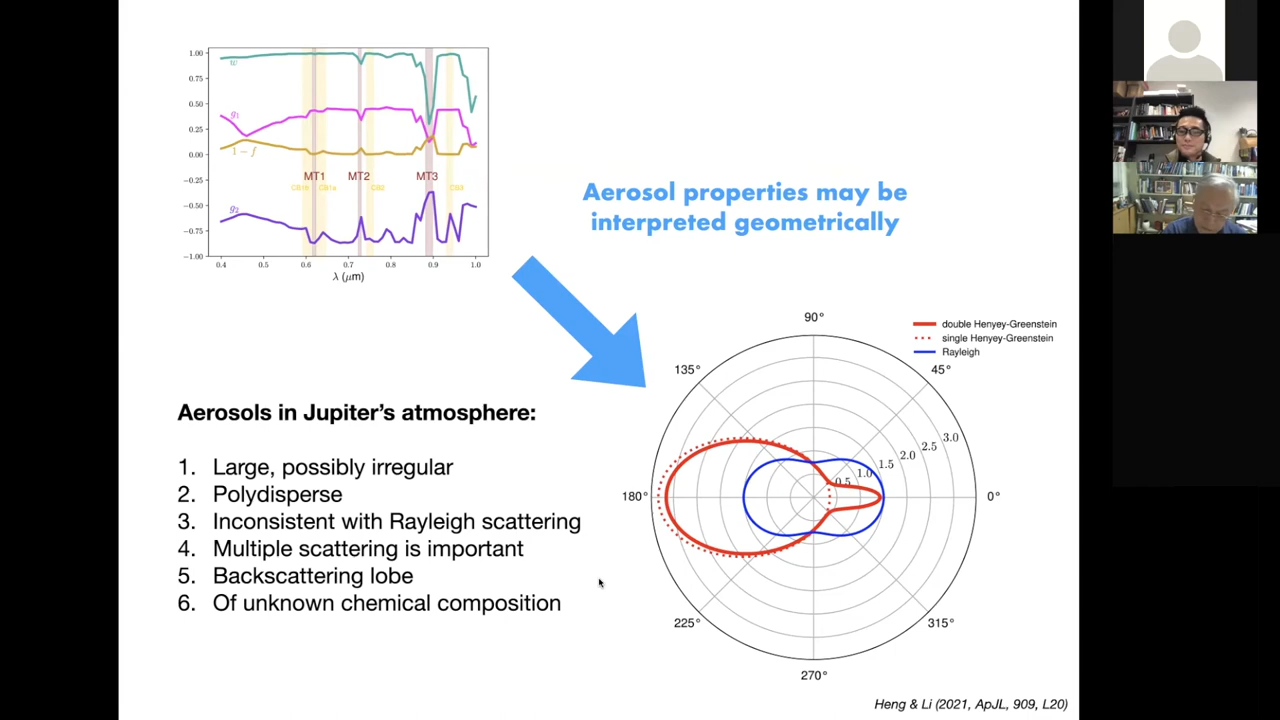 1.00
0.75
0.50
0.25
0.00
−0.25
−0.50
−0.75
−1.00
w
g₁
1 − f
g₂
MT1
MT2
MT3
CB2
CB3
0.4
0.5
0.6
0.7
0.8
0.9
1.0
λ (μm)
Aerosol properties may be
interpreted geometrically
double Henyey-Greenstein
single Henyey-Greenstein
Rayleigh
90°
135°
45°
180°
0°
225°
315°
270°
0.5
1.0
1.5
2.0
2.5
3.0
Aerosols in Jupiter's atmosphere:
1. Large, possibly irregular
2. Polydisperse
3. Inconsistent with Rayleigh scattering
4. Multiple scattering is important
5. Backscattering lobe
6. Of unknown chemical composition
Heng & Li (2021, ApJL, 909, L20)